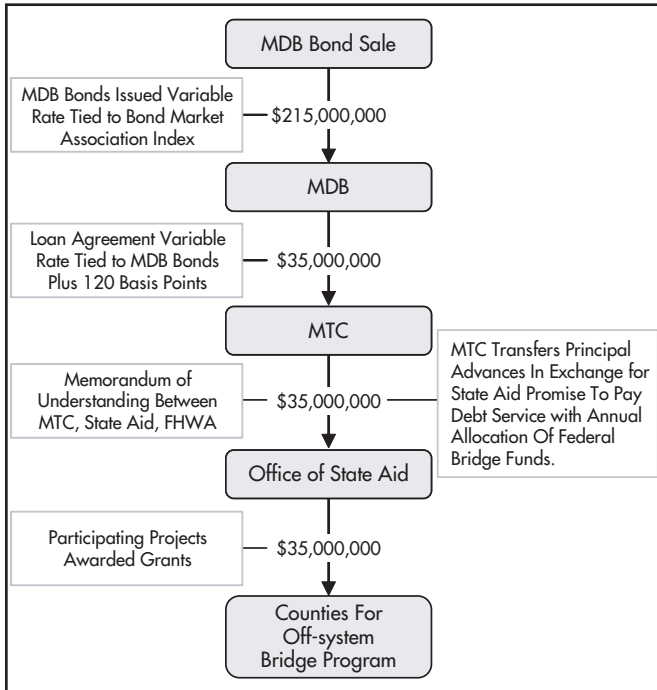 MDB Bond Sale
MDB Bonds Issued Variable
Rate Tied to Bond Market
Association Index
$215,000,000
MDB
Loan Agreement Variable
Rate Tied to MDB Bonds
Plus 120 Basis Points
$35,000,000
MTC
Memorandum of
Understanding Between
MTC, State Aid, FHWA
$35,000,000
MTC Transfers Principal
Advances In Exchange for
State Aid Promise To Pay
Debt Service with Annual
Allocation Of Federal
Bridge Funds.
Office of State Aid
Participating Projects
Awarded Grants
$35,000,000
Counties For
Off-system
Bridge Program